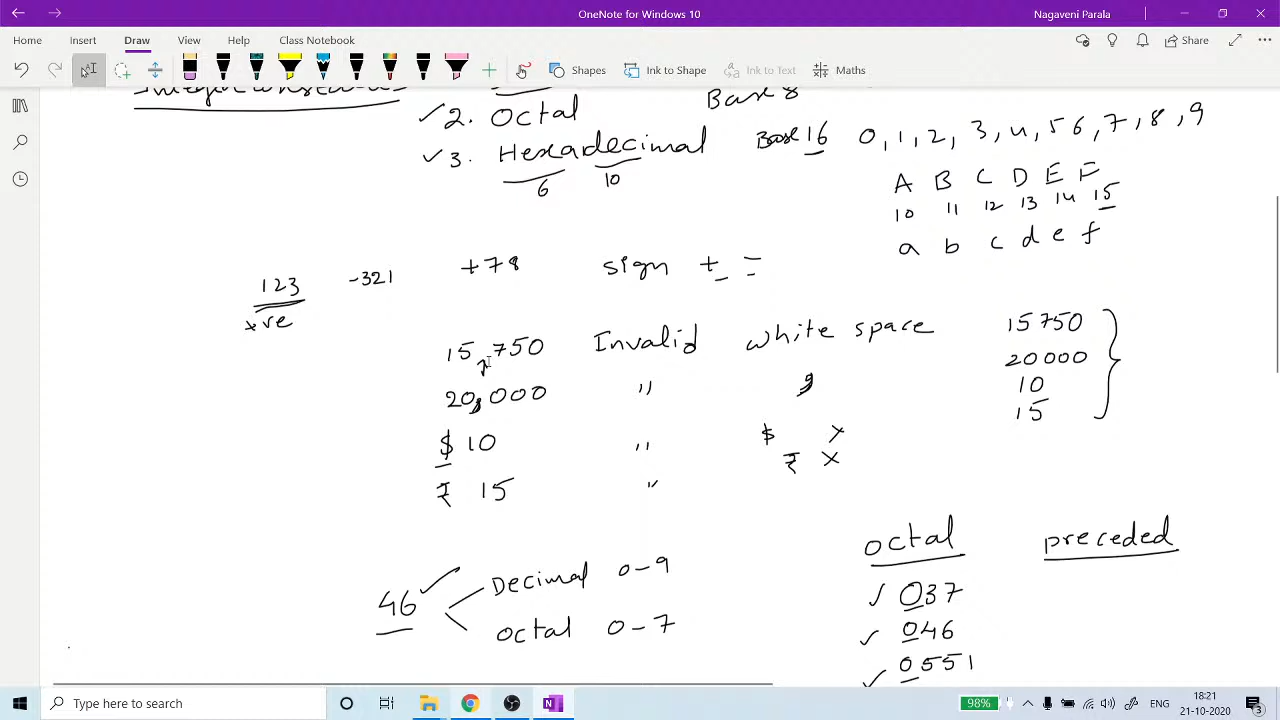 OneNote for Windows 10
Nagaveni Parala
Home Insert Draw View Help Class Notebook
Share
Shapes Ink to Shape Ink to Text Maths
Base 8
✓ 2. Octal
✓ 3. Hexadecimal Base 16 0, 1, 2, 3, 4, 5 6, 7, 8, 9
6 10
A B C D E F
10 11 12 13 14 15
a b c d e f
123 -321 +78 sign + -
+ve
15, 750 Invalid white space 15750
20,000 " , 20000
$ 10 " $ × 10
₹ 15 " ₹ × 15
octal preceded
46 ✓ Decimal 0-9
octal 0-7
✓ 037
✓ 046
✓ 0551
Type here to search
98%
ENG
18:21
21-10-2020
3